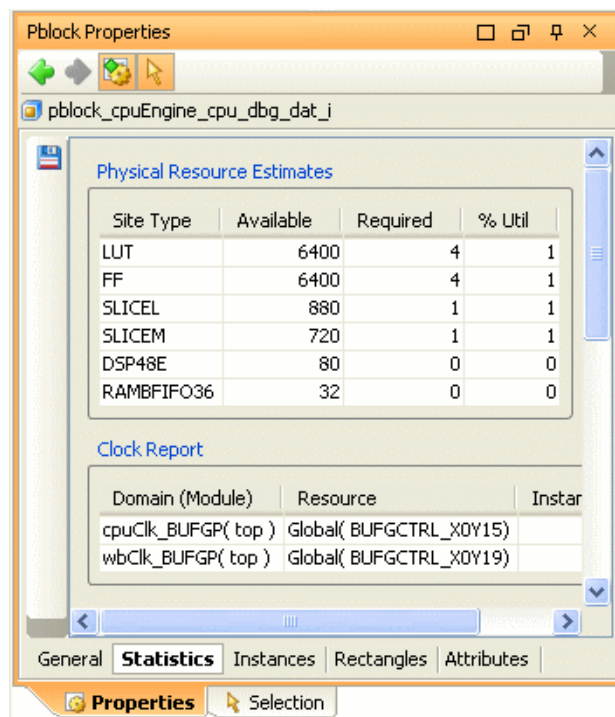 Pblock Properties
pblock_cpuEngine_cpu_dbg_dat_i
Physical Resource Estimates
Site Type Available Required % Util
LUT 6400 4 1
FF 6400 4 1
SLICEL 880 1 1
SLICEM 720 1 1
DSP48E 80 0 0
RAMBFIFO36 32 0 0
Clock Report
Domain (Module) Resource Instar
cpuClk_BUFGP( top ) Global( BUFGCTRL_X0Y15)
wbClk_BUFGP( top ) Global( BUFGCTRL_X0Y19)
General Statistics Instances Rectangles Attributes
Properties Selection